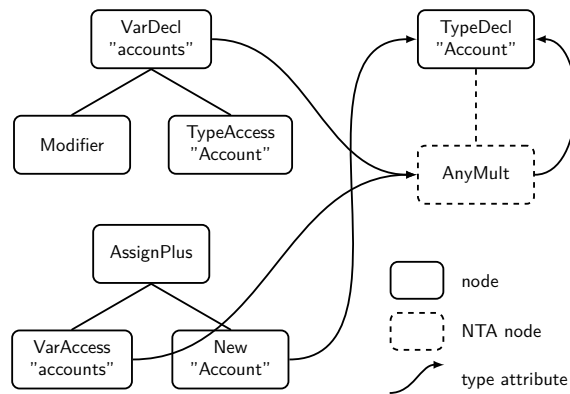 VarDecl
"accounts"
TypeDecl
"Account"
Modifier
TypeAccess
"Account"
AnyMult
AssignPlus
node
VarAccess
"accounts"
New
"Account"
NTA node
type attribute